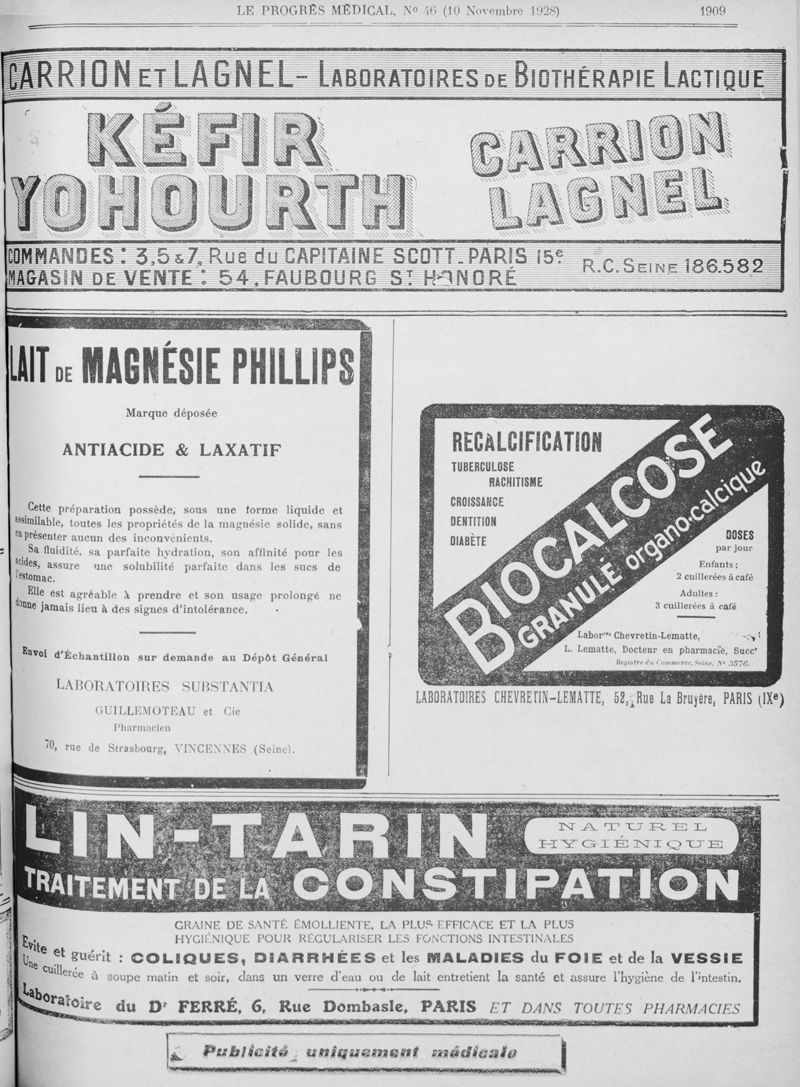 LE PROGRÈS MÉDICAL, No 46 (10 Novembre 1928) 1909
CARRION ET LAGNEL - LABORATOIRES DE BIOTHÉRAPIE LACTIQUE
KÉFIR
YOHOURTH
CARRION
LAGNEL
COMMANDES : 3,5 & 7, Rue du CAPITAINE SCOTT. PARIS 15e
MAGASIN DE VENTE : 54, FAUBOURG ST HONORÉ
R.C. SEINE 186.582
LAIT DE MAGNÉSIE PHILLIPS
Marque déposée
ANTIACIDE & LAXATIF
Cette préparation possède, sous une forme liquide et
assimilable, toutes les propriétés de la magnésie solide, sans
en présenter aucun des inconvénients.
Sa fluidité, sa parfaite hydration, son affinité pour les
acides, assure une solubilité parfaite dans les sucs de
l'estomac.
Elle est agréable à prendre et son usage prolongé ne
donne jamais lieu à des signes d'intolérance.
Envoi d'Échantillon sur demande au Dépôt Général
LABORATOIRES SUBSTANTIA
GUILLEMOTEAU et Cie
Pharmacien
70, rue de Strasbourg, VINCENNES (Seine).
RECALCIFICATION
TUBERCULOSE
RACHITISME
CROISSANCE
DENTITION
DIABÈTE
BIOCALCOSE
GRANULÉ organo-calcique
DOSES
par jour
Enfants :
2 cuillerées à café
Adultes :
3 cuillerées à café
Laborres Chevretin-Lematte,
L. Lematte, Docteur en pharmacie, Succr
Registre du Commerce, Seine, No 3576.
LABORATOIRES CHEVRETIN-LEMATTE, 52, Rue La Bruyère, PARIS (IXe)
LIN-TARIN
NATUREL
HYGIÉNIQUE
TRAITEMENT DE LA CONSTIPATION
GRAINE DE SANTÉ ÉMOLLIENTE, LA PLUS EFFICACE ET LA PLUS
HYGIÉNIQUE POUR RÉGULARISER LES FONCTIONS INTESTINALES
Evite et guérit : COLIQUES, DIARRHÉES et les MALADIES du FOIE et de la VESSIE
Une cuillerée à soupe matin et soir, dans un verre d'eau ou de lait entretient la santé et assure l'hygiène de l'intestin.
Laboratoire du Dr FERRÉ, 6, Rue Dombasle, PARIS ET DANS TOUTES PHARMACIES
Publicité uniquement médicale